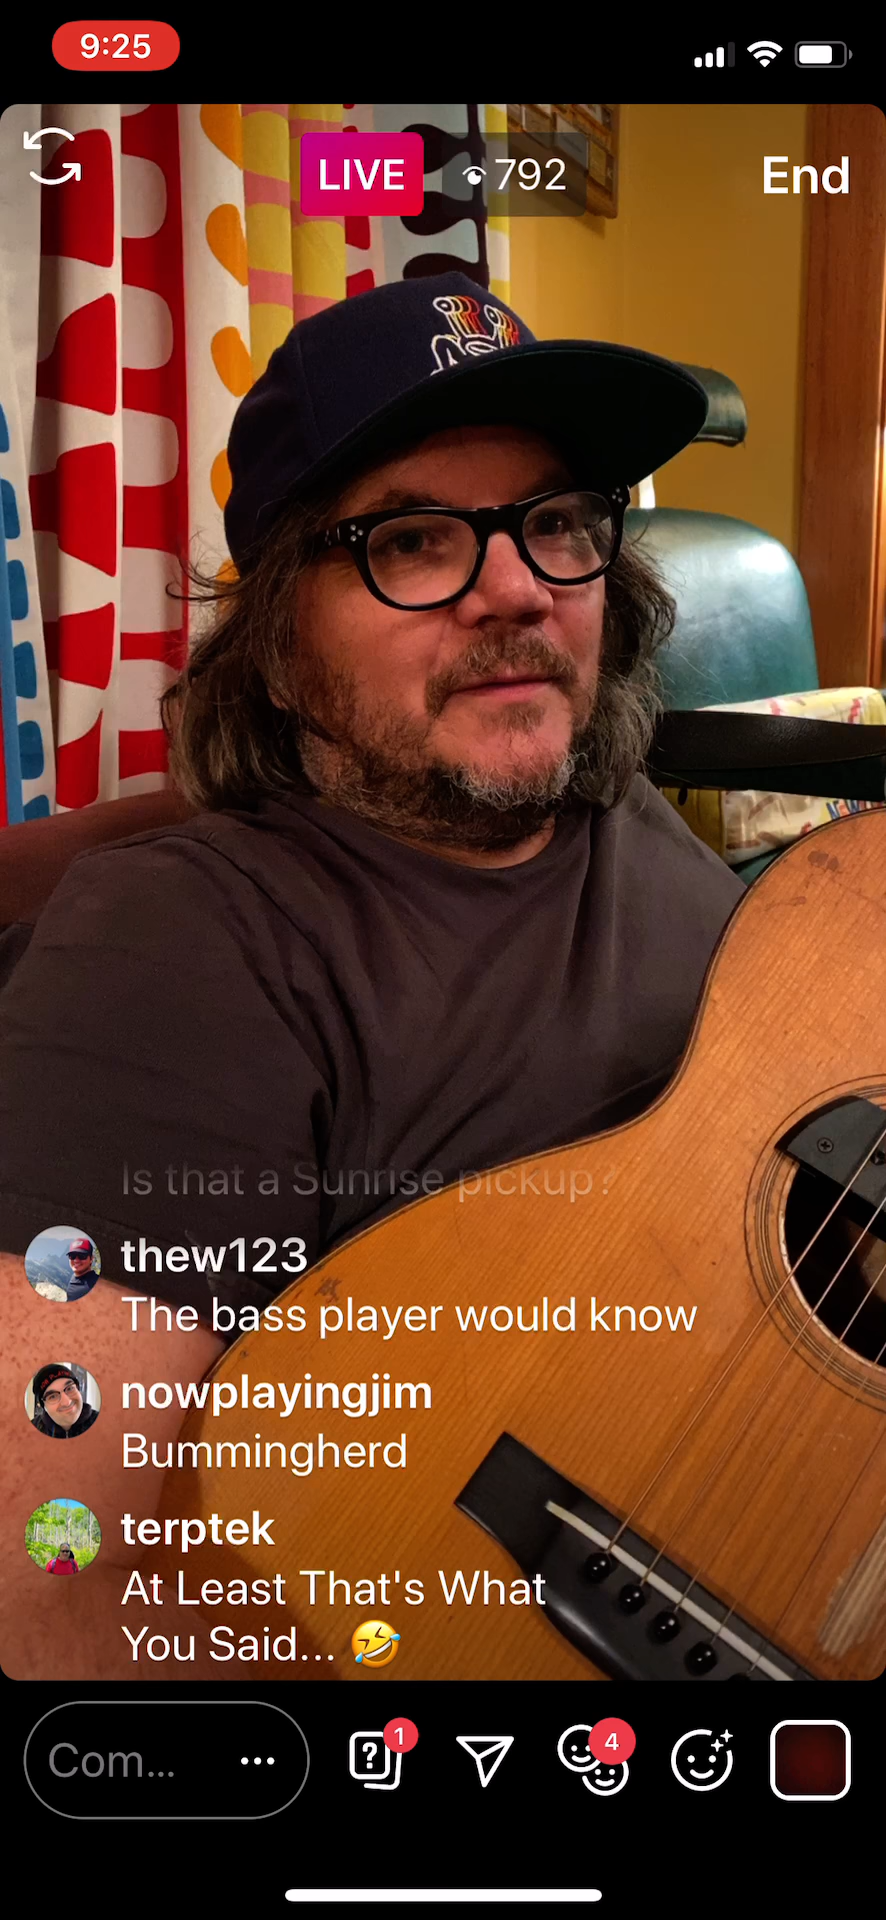 9:25
LIVE
792
End
Is that a Sunrise pickup?
thew123
The bass player would know
nowplayingjim
Bummingherd
terptek
At Least That's What
You Said... 🤣
Com...
...
1
?
4